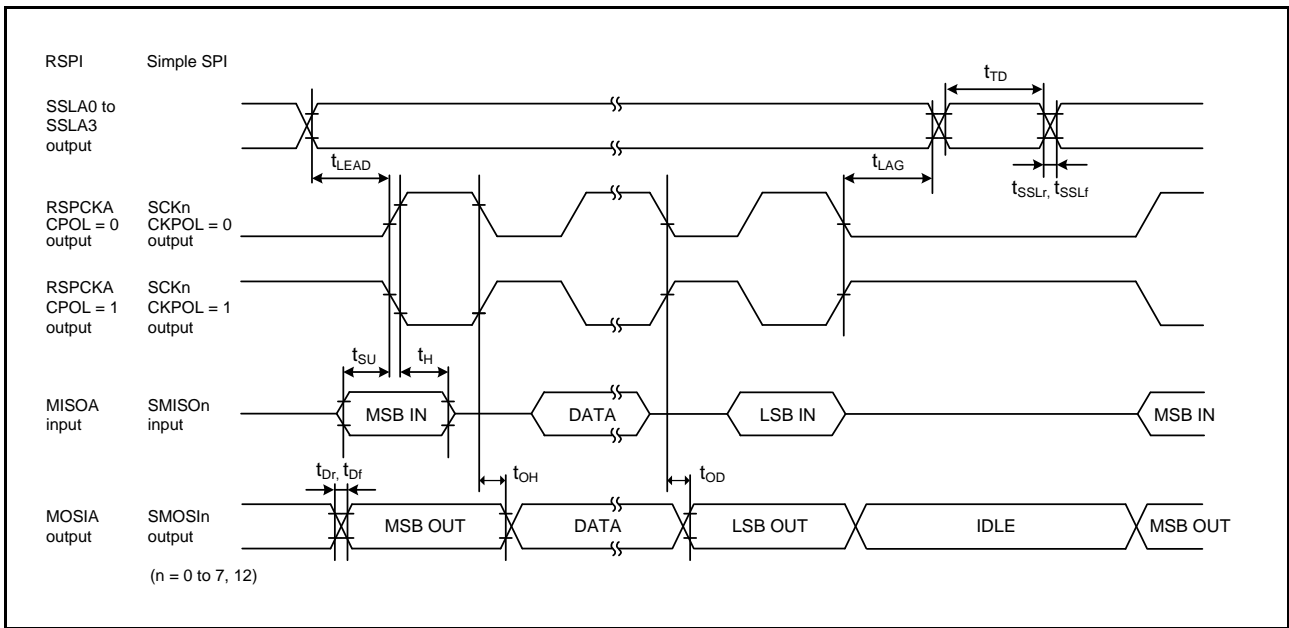 RSPI Simple SPI
tTD
SSLA0 to
SSLA3
output
tLEAD
tLAG
tSSLr, tSSLf
RSPCKA SCKn
CPOL = 0 CKPOL = 0
output output
RSPCKA SCKn
CPOL = 1 CKPOL = 1
output output
tSU tH
MISOA SMISOn
input input
MSB IN DATA LSB IN MSB IN
tDr, tDf
tOH tOD
MOSIA SMOSIn
output output
MSB OUT DATA LSB OUT IDLE MSB OUT
(n = 0 to 7, 12)